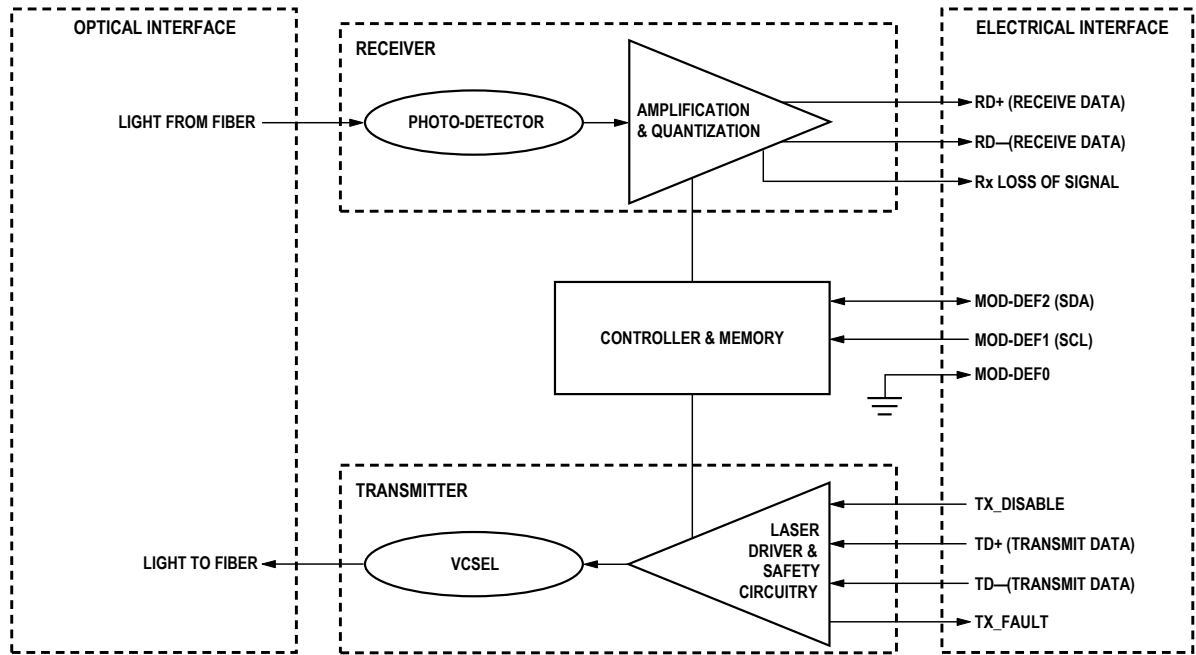 OPTICAL INTERFACE
LIGHT FROM FIBER
LIGHT TO FIBER
RECEIVER
PHOTO-DETECTOR
AMPLIFICATION
& QUANTIZATION
CONTROLLER & MEMORY
TRANSMITTER
VCSEL
LASER
DRIVER &
SAFETY
CIRCUITRY
ELECTRICAL INTERFACE
RD+ (RECEIVE DATA)
RD—(RECEIVE DATA)
Rx LOSS OF SIGNAL
MOD-DEF2 (SDA)
MOD-DEF1 (SCL)
MOD-DEF0
TX_DISABLE
TD+ (TRANSMIT DATA)
TD—(TRANSMIT DATA)
TX_FAULT